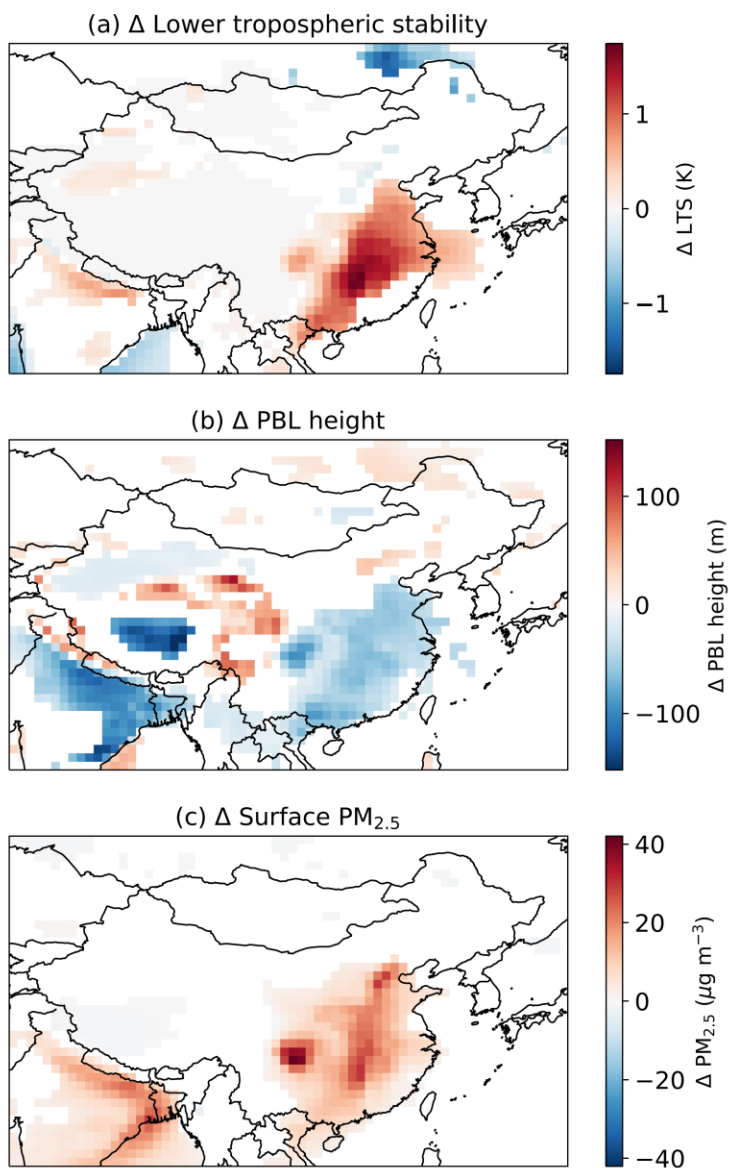 (a) Δ Lower tropospheric stability
1
0
−1
Δ LTS (K)
(b) Δ PBL height
100
0
−100
Δ PBL height (m)
(c) Δ Surface PM₂.₅
40
20
0
−20
−40
Δ PM₂.₅ (μg m⁻³)